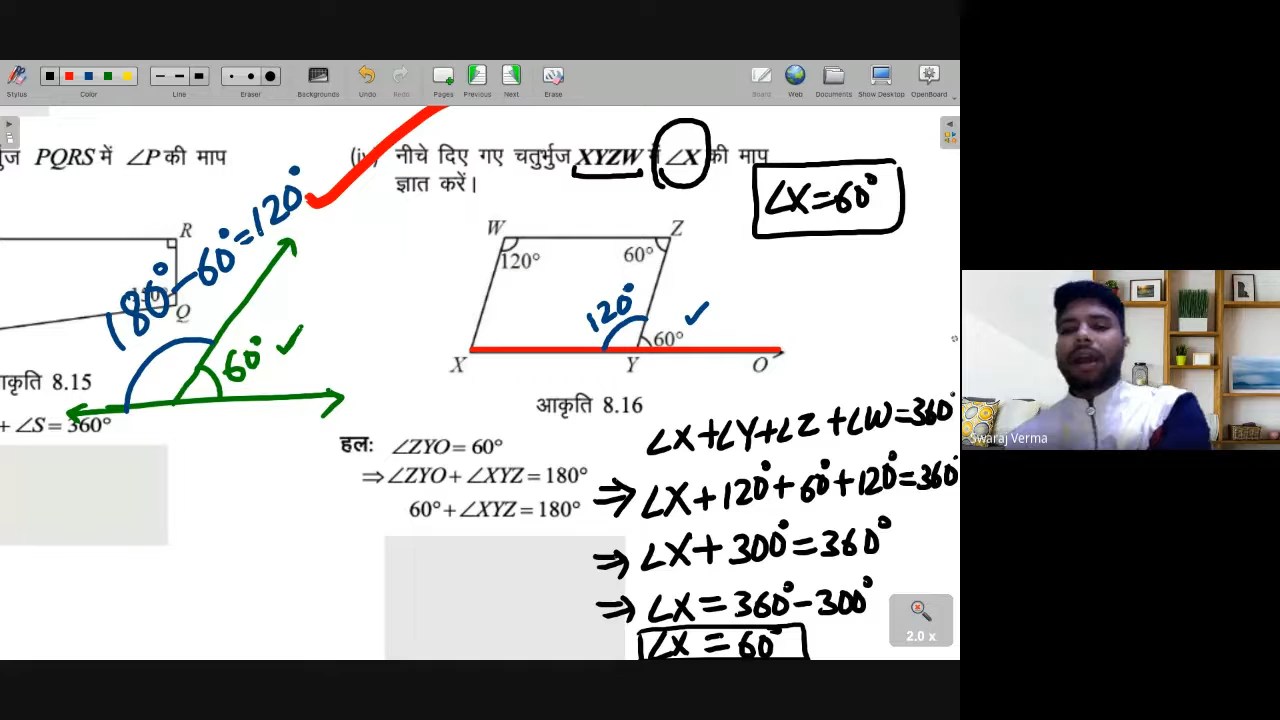 Stylus
Color
Line
Eraser
Backgrounds
Undo
Redo
Pages
Previous
Next
Erase
Board
Web
Documents
Show Desktop
OpenBoard
PQRS में ∠P की माप
R
Q
180°-60°=120°
60°
आकृति 8.15
+ ∠S = 360°
नीचे दिए गए चतुर्भुज XYZW में ∠X की माप
ज्ञात करें।
∠X=60°
W
Z
120°
60°
120°
60°
X
Y
O
आकृति 8.16
हल: ∠ZYO = 60°
⇒∠ZYO + ∠XYZ = 180°
60° + ∠XYZ = 180°
∠X+∠Y+∠Z+∠W=360°
⇒ ∠X+120°+60°+120°=360°
⇒ ∠X+300°=360°
⇒ ∠X=360°-300°
∠X = 60°
2.0 x
Swaraj Verma